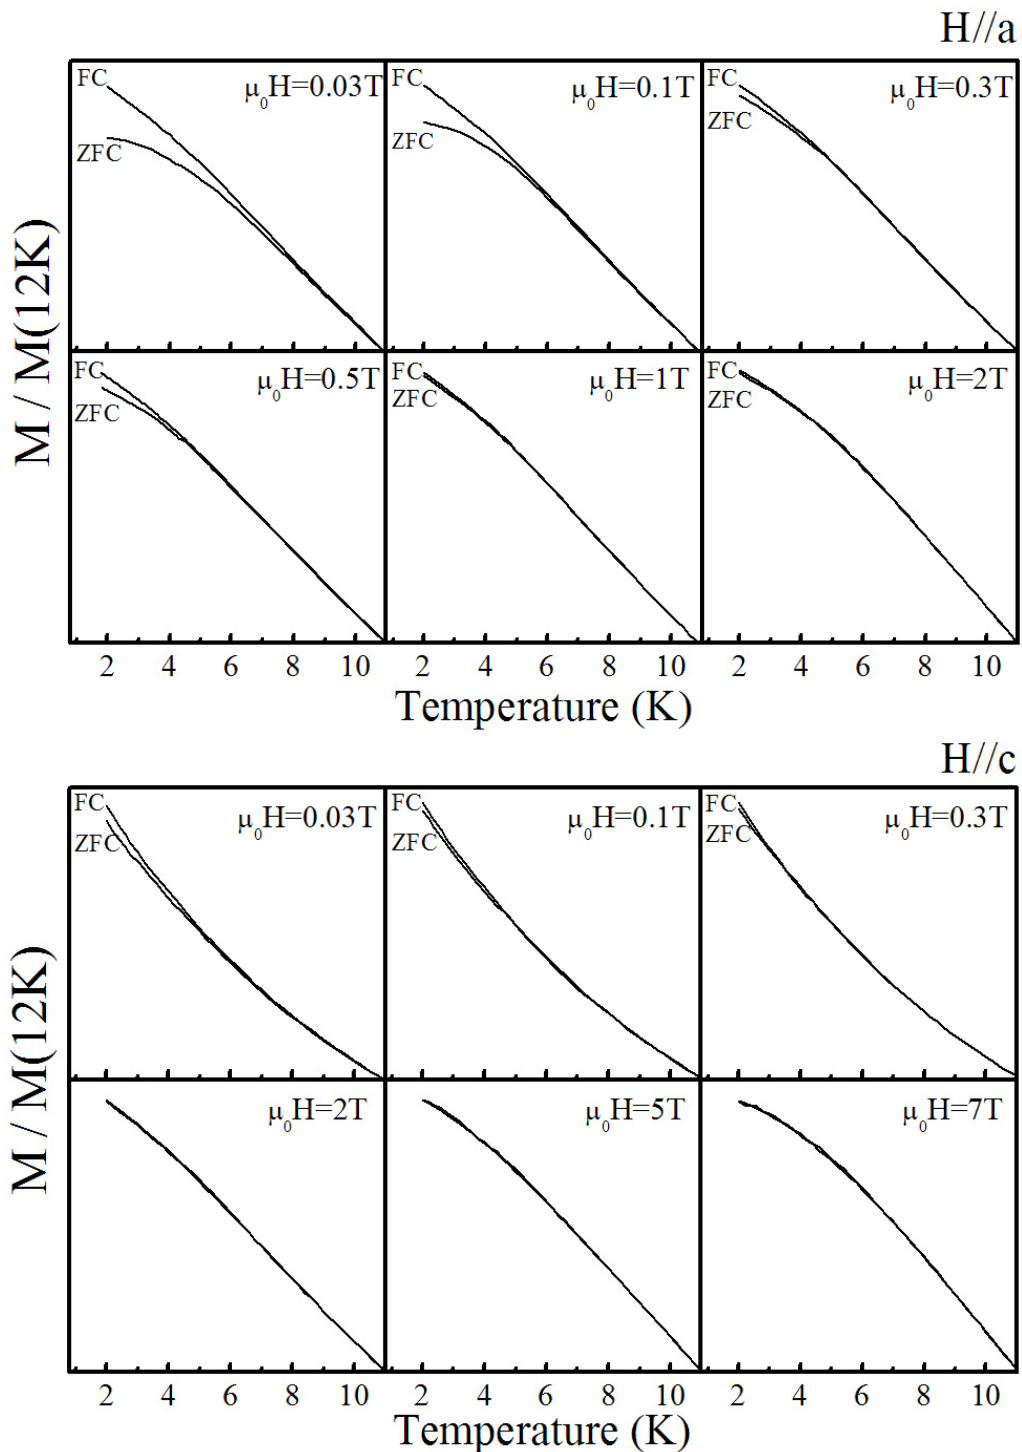 H//a
FC
ZFC
μ₀H=0.03T
FC
ZFC
μ₀H=0.1T
FC
ZFC
μ₀H=0.3T
M / M(12K)
FC
ZFC
μ₀H=0.5T
FC
ZFC
μ₀H=1T
FC
ZFC
μ₀H=2T
2 4 6 8 10 2 4 6 8 10 2 4 6 8 10
Temperature (K)
H//c
FC
ZFC
μ₀H=0.03T
FC
ZFC
μ₀H=0.1T
FC
ZFC
μ₀H=0.3T
M / M(12K)
μ₀H=2T
μ₀H=5T
μ₀H=7T
2 4 6 8 10 2 4 6 8 10 2 4 6 8 10
Temperature (K)